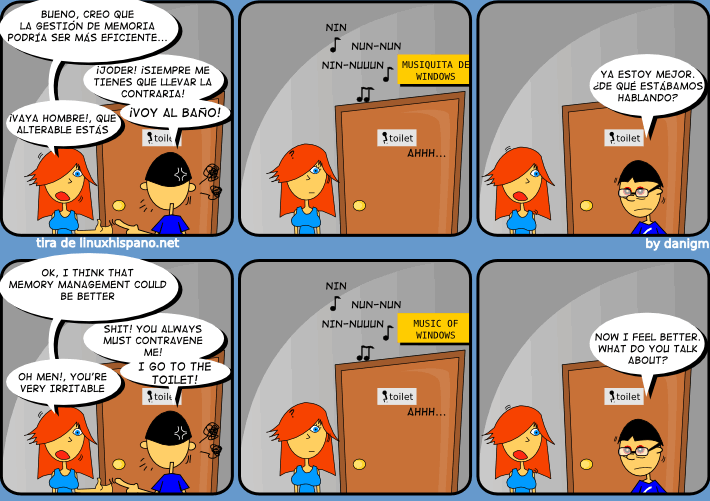 BUENO, CREO QUE
LA GESTIÓN DE MEMORIA
PODRÍA SER MÁS EFICIENTE...
¡JODER! ¡SIEMPRE ME
TIENES QUE LLEVAR LA
CONTRARIA!
¡VAYA HOMBRE!, QUE
ALTERABLE ESTÁS
¡VOY AL BAÑO!
toilet
NIN
NUN-NUN
NIN-NUUUN
MUSIQUITA DE
WINDOWS
toilet
AHHH...
YA ESTOY MEJOR.
¿DE QUÉ ESTÁBAMOS
HABLANDO?
toilet
tira de linuxhispano.net
by danigm
OK, I THINK THAT
MEMORY MANAGEMENT COULD
BE BETTER
SHIT! YOU ALWAYS
MUST CONTRAVENE
ME!
OH MEN!, YOU'RE
VERY IRRITABLE
I GO TO THE
TOILET!
toilet
NIN
NUN-NUN
NIN-NUUUN
MUSIC OF
WINDOWS
toilet
AHHH...
NOW I FEEL BETTER.
WHAT DO YOU TALK
ABOUT?
toilet